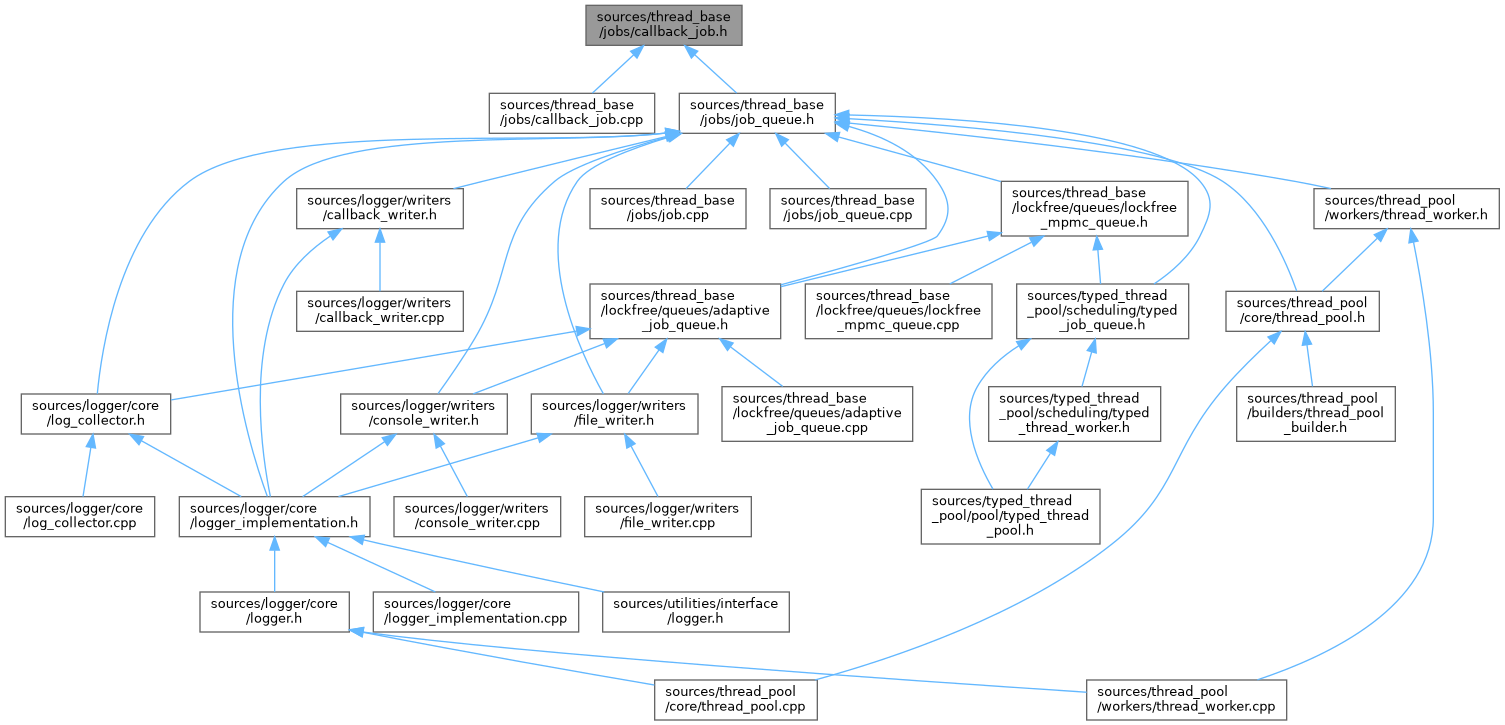 sources/thread_base
/jobs/callback_job.h
sources/thread_base
/jobs/callback_job.cpp
sources/thread_base
/jobs/job_queue.h
sources/logger/writers
/callback_writer.h
sources/thread_base
/jobs/job.cpp
sources/thread_base
/jobs/job_queue.cpp
sources/thread_base
/lockfree/queues/lockfree
_mpmc_queue.h
sources/thread_pool
/workers/thread_worker.h
sources/logger/writers
/callback_writer.cpp
sources/thread_base
/lockfree/queues/adaptive
_job_queue.h
sources/thread_base
/lockfree/queues/lockfree
_mpmc_queue.cpp
sources/typed_thread
_pool/scheduling/typed
_job_queue.h
sources/thread_pool
/core/thread_pool.h
sources/logger/core
/log_collector.h
sources/logger/writers
/console_writer.h
sources/logger/writers
/file_writer.h
sources/thread_base
/lockfree/queues/adaptive
_job_queue.cpp
sources/typed_thread
_pool/scheduling/typed
_thread_worker.h
sources/thread_pool
/builders/thread_pool
_builder.h
sources/logger/core
/log_collector.cpp
sources/logger/core
/logger_implementation.h
sources/logger/writers
/console_writer.cpp
sources/logger/writers
/file_writer.cpp
sources/typed_thread
_pool/pool/typed_thread
_pool.h
sources/logger/core
/logger.h
sources/logger/core
/logger_implementation.cpp
sources/utilities/interface
/logger.h
sources/thread_pool
/core/thread_pool.cpp
sources/thread_pool
/workers/thread_worker.cpp